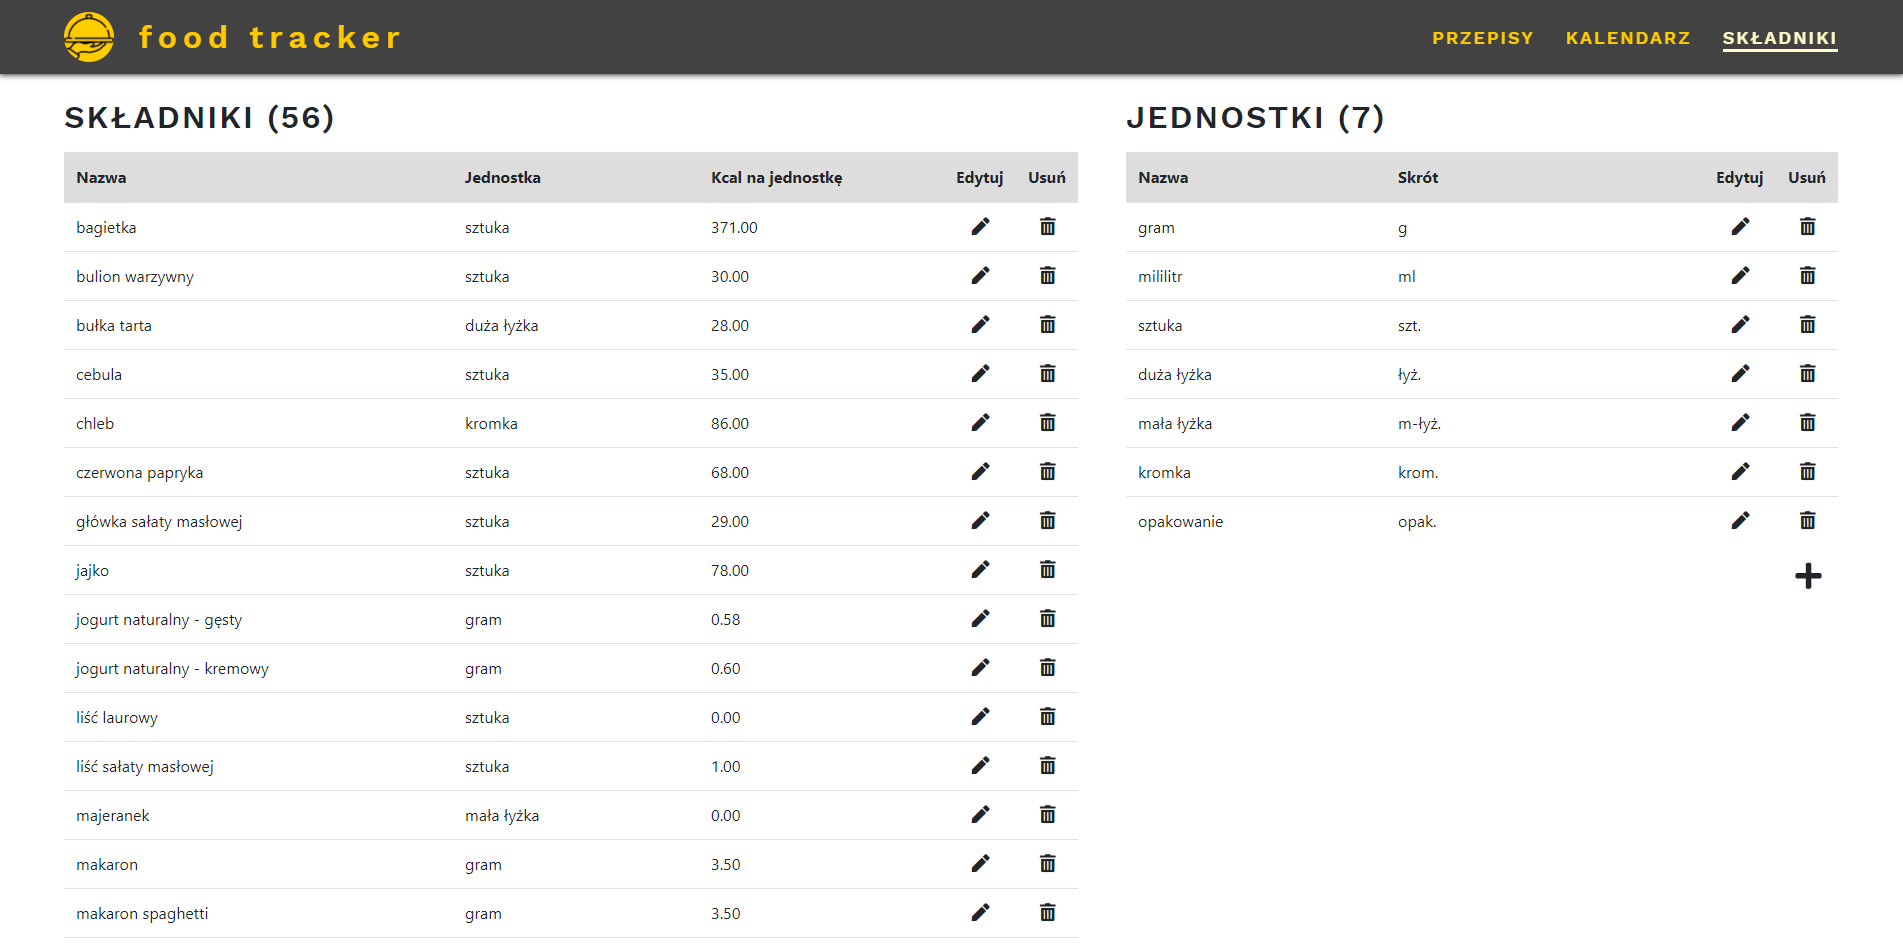 food tracker
PRZEPISY KALENDARZ SKŁADNIKI
SKŁADNIKI (56)
Nazwa Jednostka Kcal na jednostkę Edytuj Usuń
bagietka sztuka 371.00
bulion warzywny sztuka 30.00
bułka tarta duża łyżka 28.00
cebula sztuka 35.00
chleb kromka 86.00
czerwona papryka sztuka 68.00
główka sałaty masłowej sztuka 29.00
jajko sztuka 78.00
jogurt naturalny - gęsty gram 0.58
jogurt naturalny - kremowy gram 0.60
liść laurowy sztuka 0.00
liść sałaty masłowej sztuka 1.00
majeranek mała łyżka 0.00
makaron gram 3.50
makaron spaghetti gram 3.50
JEDNOSTKI (7)
Nazwa Skrót Edytuj Usuń
gram g
mililitr ml
sztuka szt.
duża łyżka łyż.
mała łyżka m-łyż.
kromka krom.
opakowanie opak.